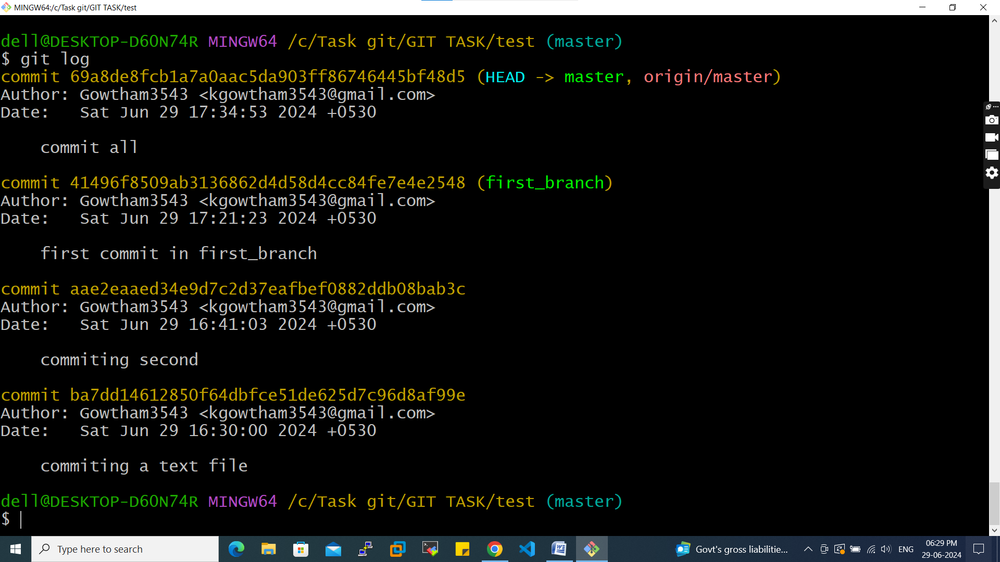 MINGW64:/c/Task git/GIT TASK/test
dell@DESKTOP-D6ON74R MINGW64 /c/Task git/GIT TASK/test (master)
$ git log
commit 69a8de8fcb1a7a0aac5da903ff86746445bf48d5 (HEAD -> master, origin/master)
Author: Gowtham3543 <kgowtham3543@gmail.com>
Date:   Sat Jun 29 17:34:53 2024 +0530
    commit all
commit 41496f8509ab3136862d4d58d4cc84fe7e4e2548 (first_branch)
Author: Gowtham3543 <kgowtham3543@gmail.com>
Date:   Sat Jun 29 17:21:23 2024 +0530
    first commit in first_branch
commit aae2eaaed34e9d7c2d37eafbef0882ddb08bab3c
Author: Gowtham3543 <kgowtham3543@gmail.com>
Date:   Sat Jun 29 16:41:03 2024 +0530
    commiting second
commit ba7dd14612850f64dbfce51de625d7c96d8af99e
Author: Gowtham3543 <kgowtham3543@gmail.com>
Date:   Sat Jun 29 16:30:00 2024 +0530
    commiting a text file
dell@DESKTOP-D6ON74R MINGW64 /c/Task git/GIT TASK/test (master)
$
Type here to search
Govt's gross liabilitie...
ENG
06:29 PM
29-06-2024